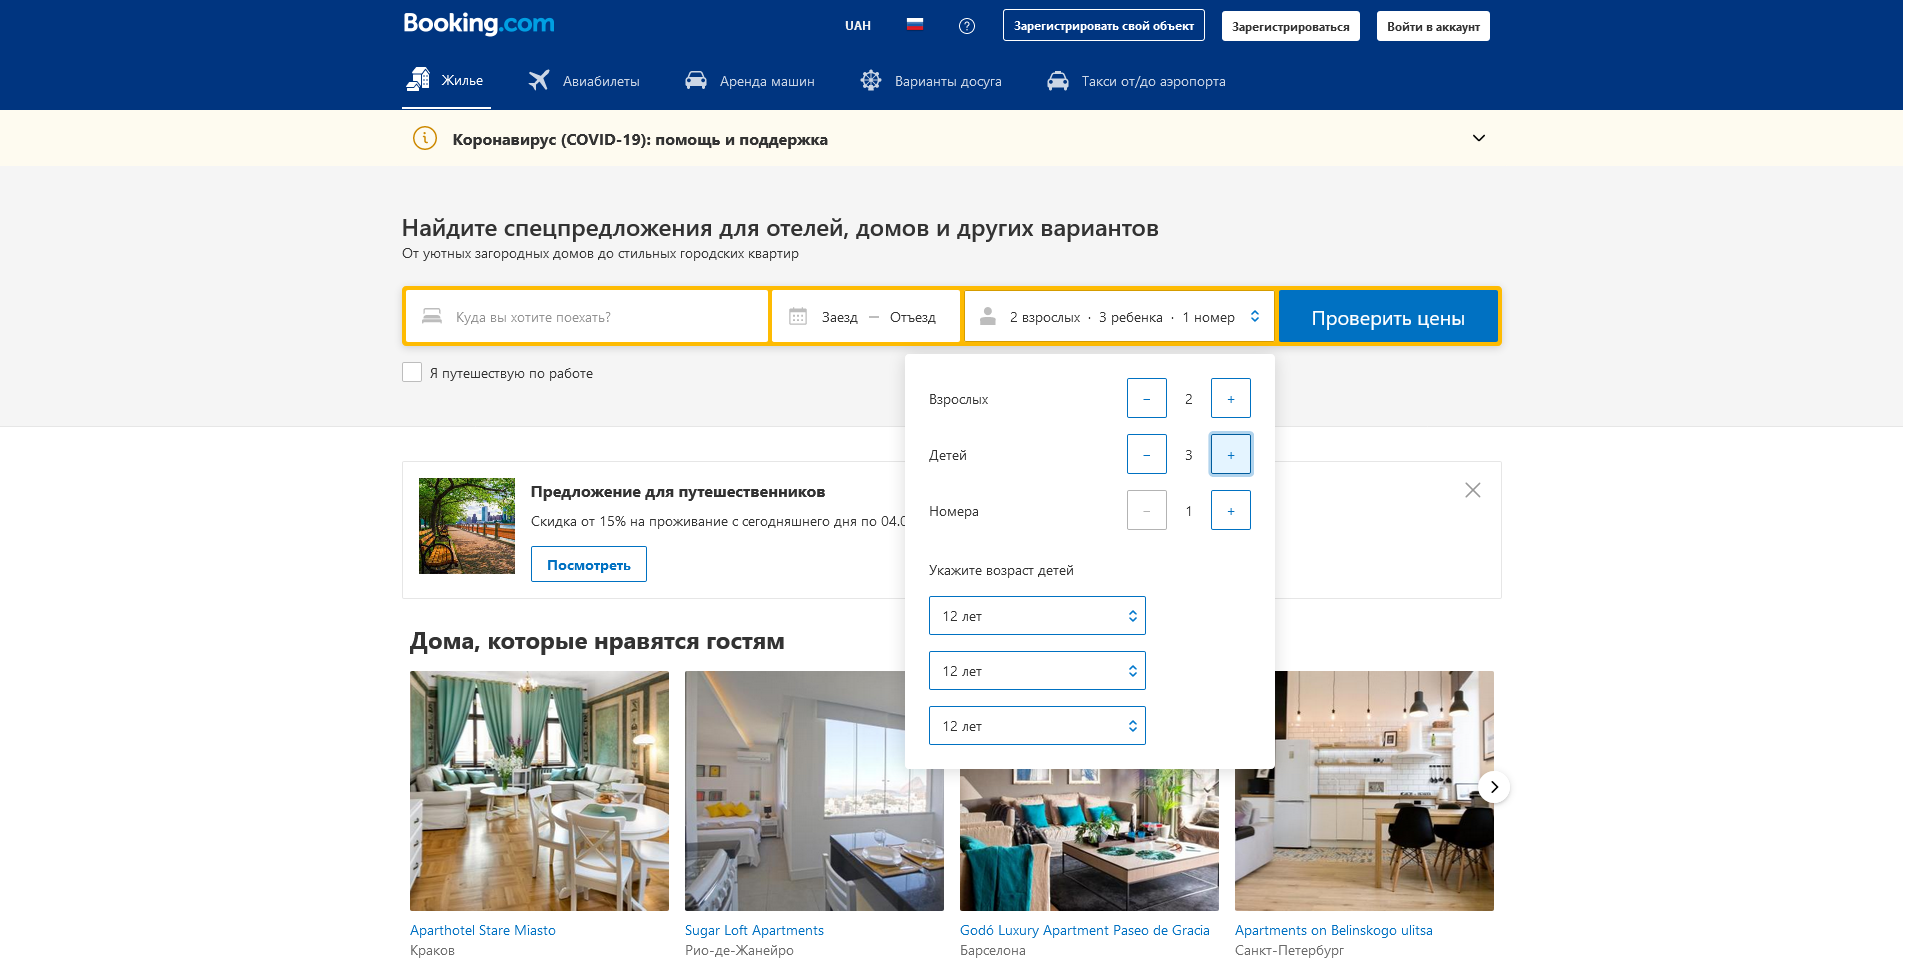 Booking.com
UAH
Зарегистрировать свой объект
Зарегистрироваться
Войти в аккаунт
Жилье
Авиабилеты
Аренда машин
Варианты досуга
Такси от/до аэропорта
Коронавирус (COVID-19): помощь и поддержка
Найдите спецпредложения для отелей, домов и других вариантов
От уютных загородных домов до стильных городских квартир
Куда вы хотите поехать?
Заезд — Отъезд
2 взрослых · 3 ребенка · 1 номер
Проверить цены
Я путешествую по работе
Взрослых
− 2 +
Детей
− 3 +
Номера
− 1 +
Укажите возраст детей
12 лет
12 лет
12 лет
Предложение для путешественников
Скидка от 15% на проживание с сегодняшнего дня по 04.0
Посмотреть
Дома, которые нравятся гостям
Aparthotel Stare Miasto
Краков
Sugar Loft Apartments
Рио-де-Жанейро
Godó Luxury Apartment Paseo de Gracia
Барселона
Apartments on Belinskogo ulitsa
Санкт-Петербург